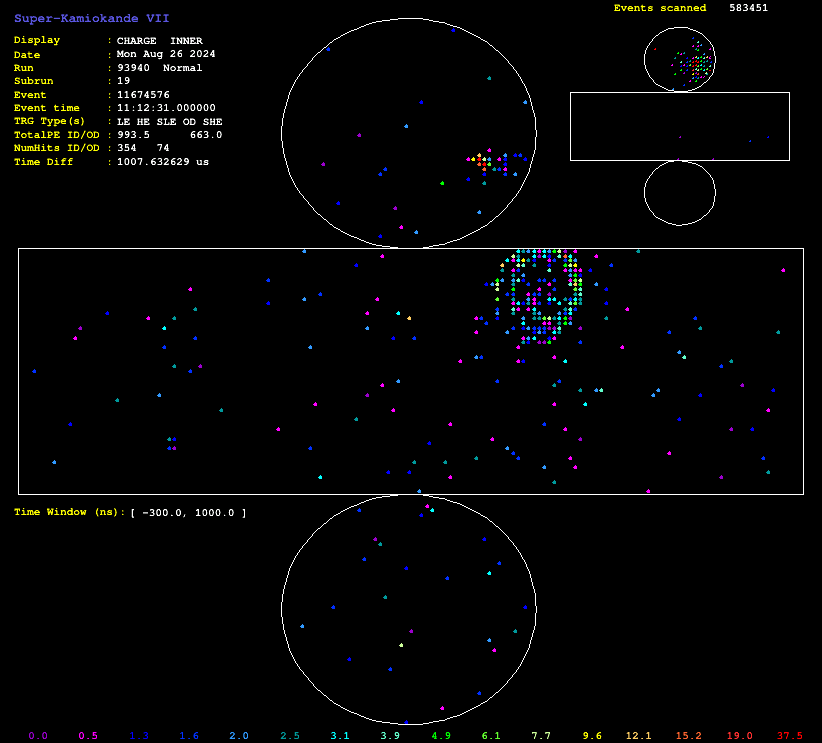 Super-Kamiokande VII
Events scanned 583451
Display : CHARGE INNER
Date : Mon Aug 26 2024
Run : 93940 Normal
Subrun : 19
Event : 11674576
Event time : 11:12:31.000000
TRG Type(s) : LE HE SLE OD SHE
TotalPE ID/OD : 993.5 663.0
NumHits ID/OD : 354 74
Time Diff : 1007.632629 us
Time Window (ns): [ -300.0, 1000.0 ]
0.0 0.5 1.3 1.6 2.0 2.5 3.1 3.9 4.9 6.1 7.7 9.6 12.1 15.2 19.0 37.5